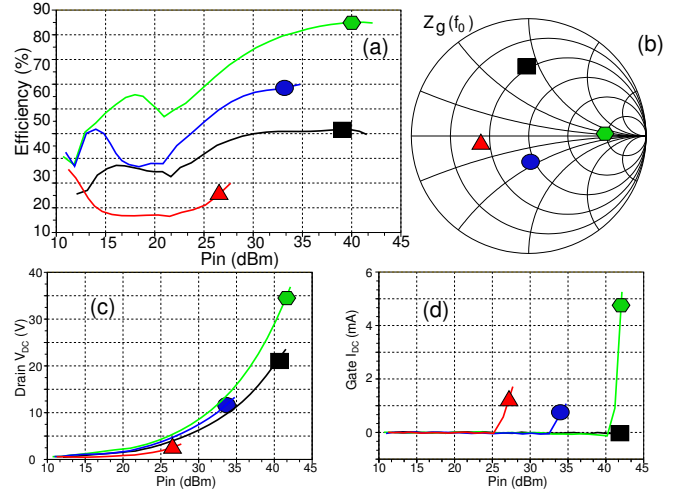 90
80
70
60
50
40
30
20
10
Efficiency (%)
(a)
10 15 20 25 30 35 40 45
Pin (dBm)
Zg(f0)
(b)
40
30
20
10
0
Drain VDC (V)
(c)
11 15 20 25 30 35 40 45
Pin (dBm)
6
4
2
0
Gate IDC (mA)
(d)
11 15 20 25 30 35 40 45
Pin (dBm)